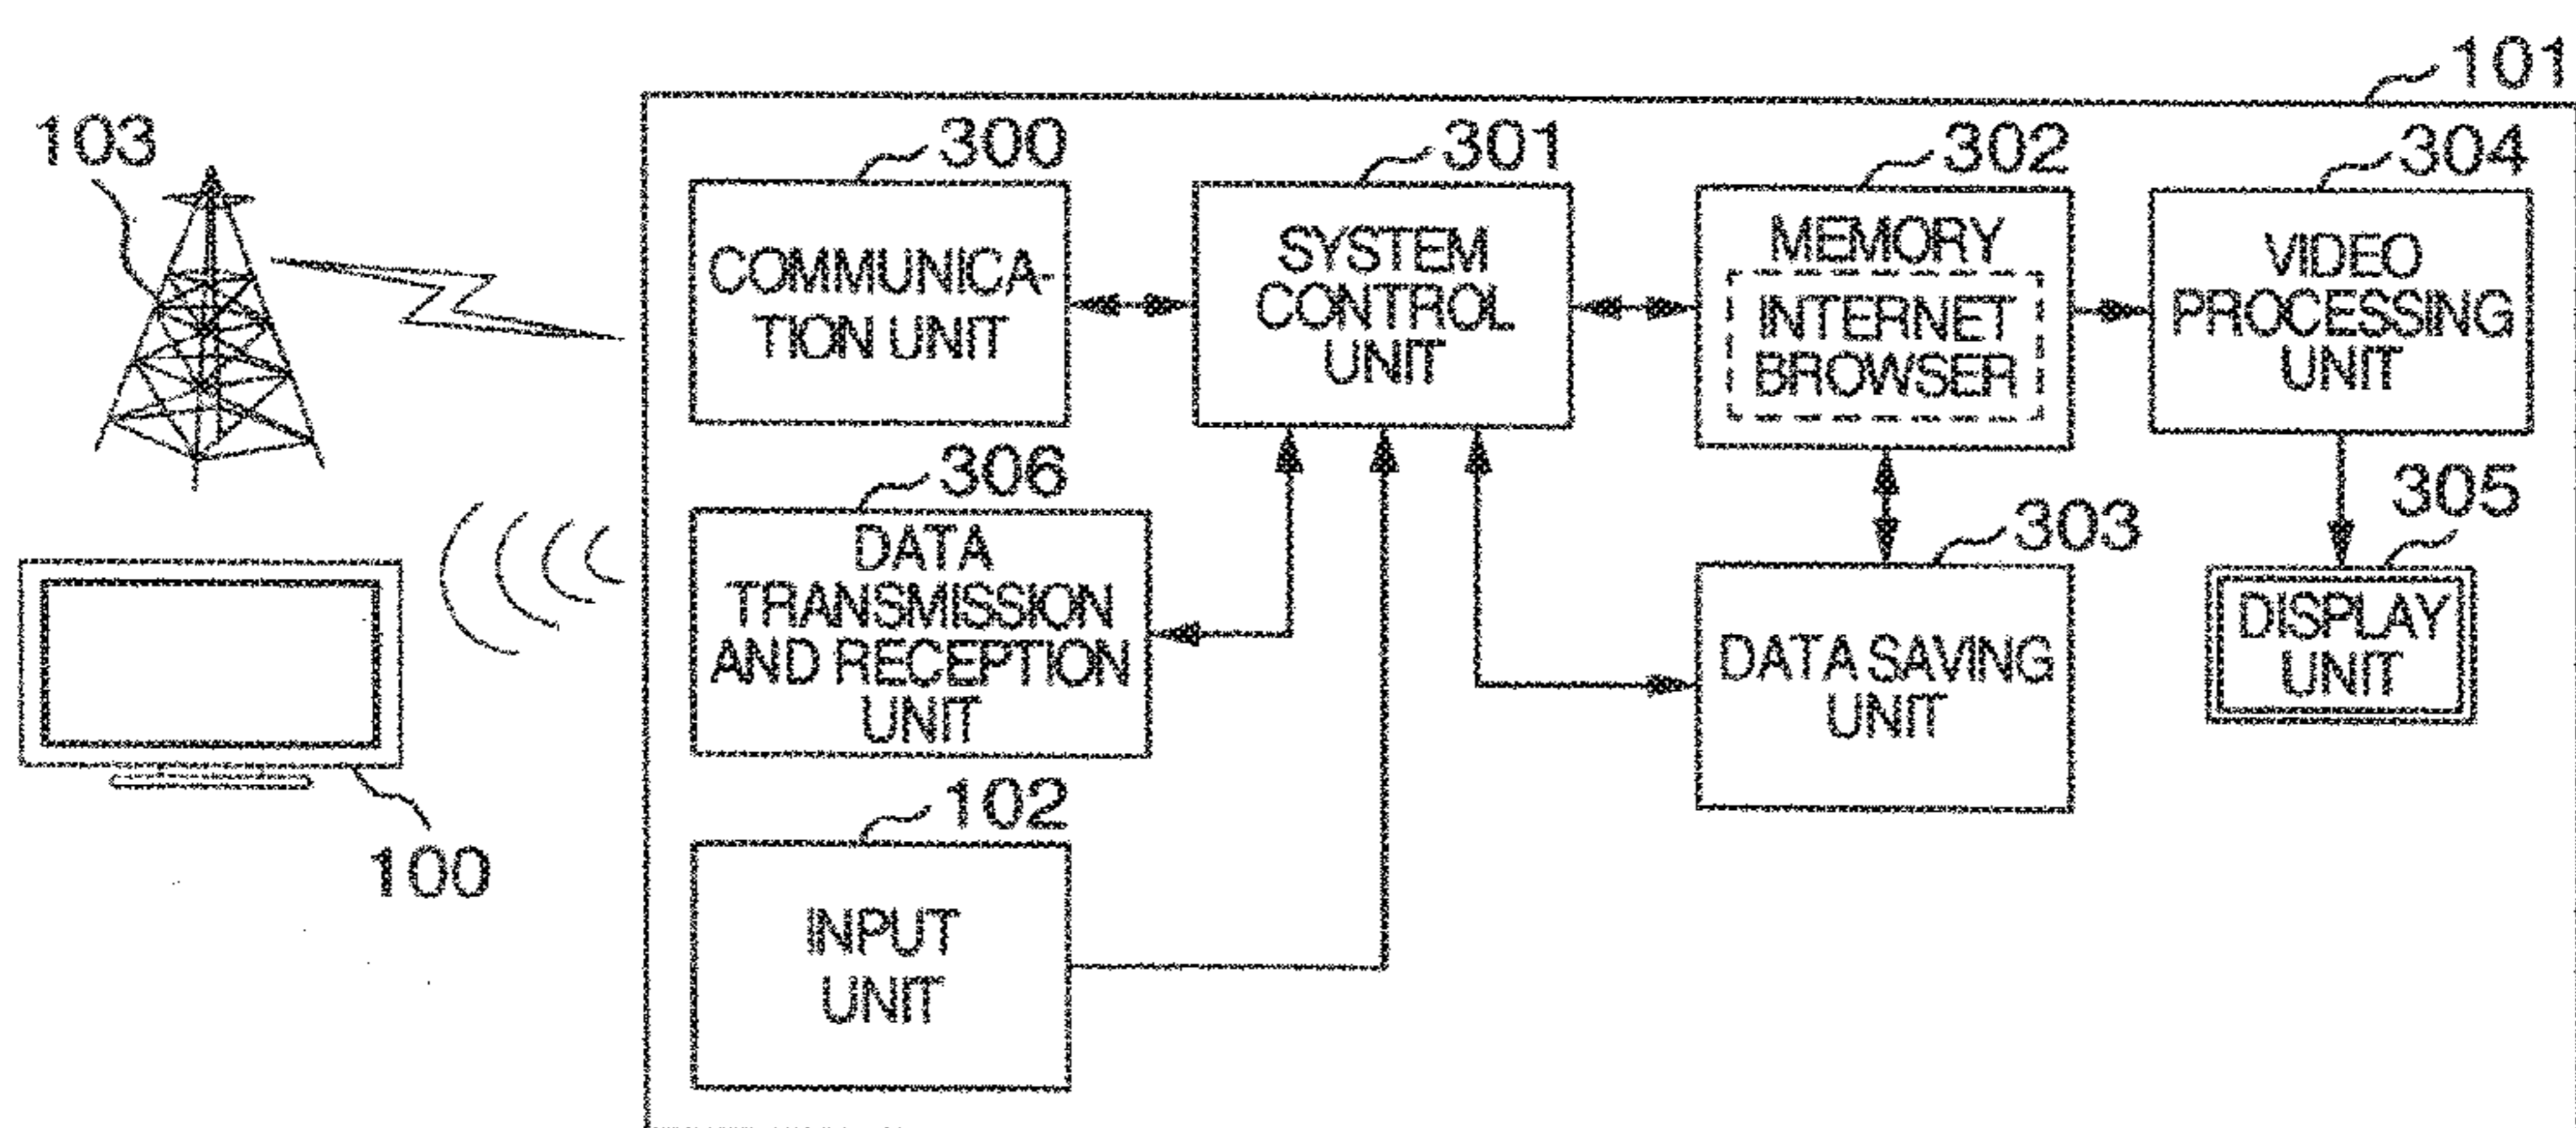 101
103
300
301
302
304
COMMUNICA-
TION UNIT
SYSTEM
CONTROL
UNIT
MEMORY
INTERNET
BROWSER
VIDEO
PROCESSING
UNIT
306
DATA
TRANSMISSION
AND RECEPTION
UNIT
303
DATA SAVING
UNIT
305
DISPLAY
UNIT
100
102
INPUT
UNIT